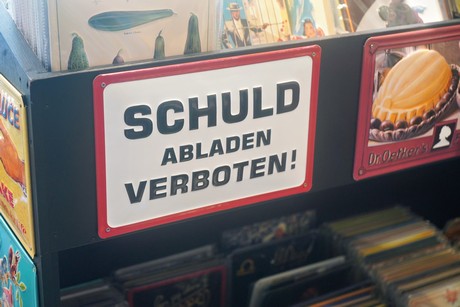 SCHULD
ABLADEN
VERBOTEN!
Dr. Oetker's